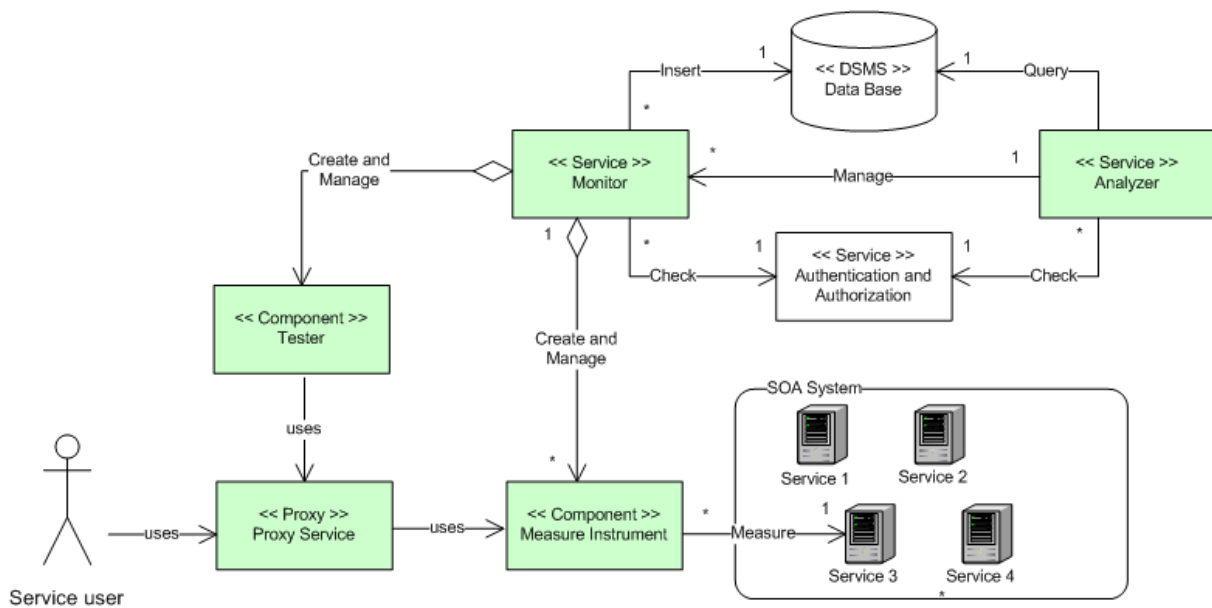 1
1
<< DSMS >>
Data Base
Insert
Query
*
*
1
<< Service >>
Monitor
Manage
<< Service >>
Analyzer
Create and
Manage
1
*
1
<< Service >>
Authentication and
Authorization
1
*
Check
Check
<< Component >>
Tester
Create and
Manage
SOA System
uses
Service 1
Service 2
*
<< Proxy >>
Proxy Service
<< Component >>
Measure Instrument
*
1
uses
uses
Measure
Service 3
Service 4
*
Service user